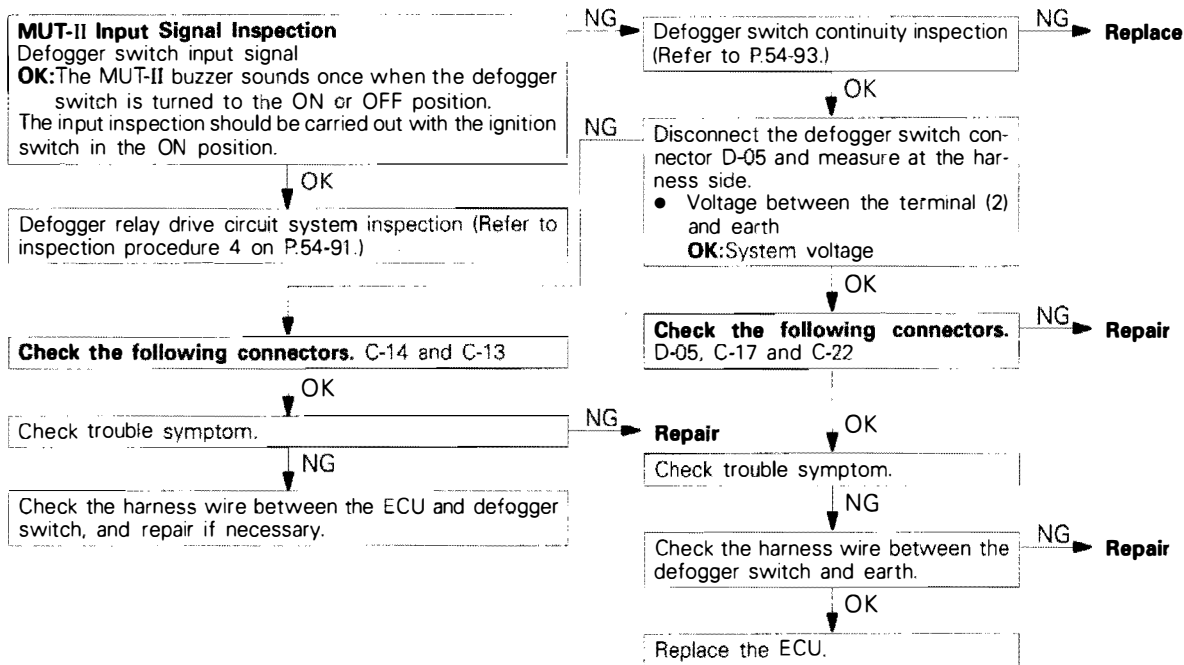 MUT-II Input Signal Inspection
Defogger switch input signal
OK:The MUT-II buzzer sounds once when the defogger
switch is turned to the ON or OFF position.
The input inspection should be carried out with the ignition
switch in the ON position.
OK
Defogger relay drive circuit system inspection (Refer to
inspection procedure 4 on P.54-91.)
Check the following connectors. C-14 and C-13
OK
Check trouble symptom.
NG
Check the harness wire between the ECU and defogger
switch, and repair if necessary.
NG
NG
NG
Repair
Defogger switch continuity inspection
(Refer to P.54-93.)
NG
Replace
OK
Disconnect the defogger switch con-
nector D-05 and measure at the har-
ness side.
● Voltage between the terminal (2)
and earth
OK:System voltage
OK
Check the following connectors.
D-05, C-17 and C-22
NG
Repair
OK
Check trouble symptom.
NG
Check the harness wire between the
defogger switch and earth.
NG
Repair
OK
Replace the ECU.